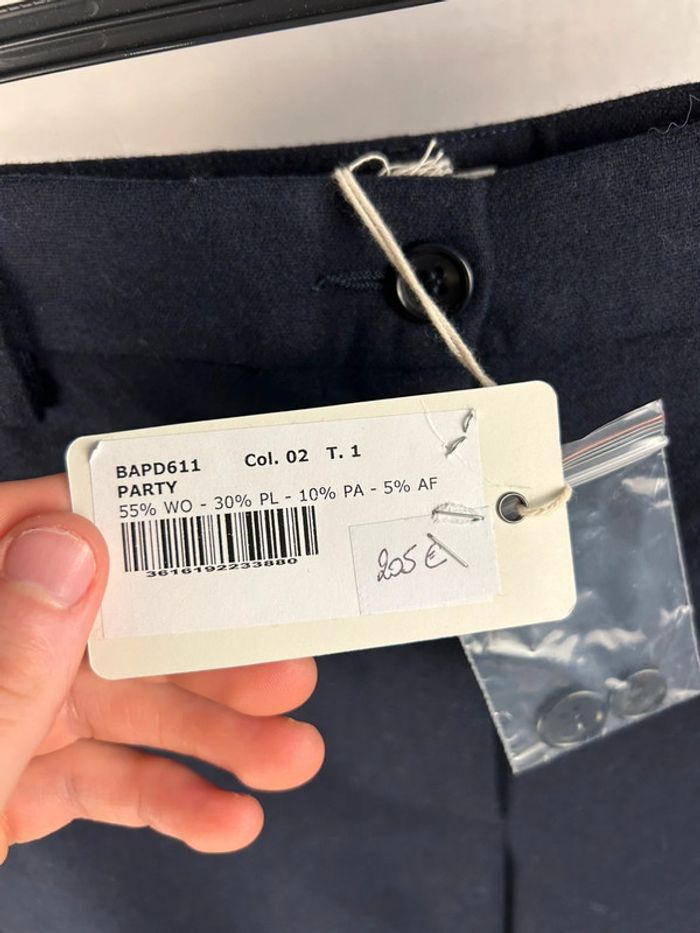 BAPD611 Col. 02 T. 1
PARTY
55% WO - 30% PL - 10% PA - 5% AF
3616192233880
205 €